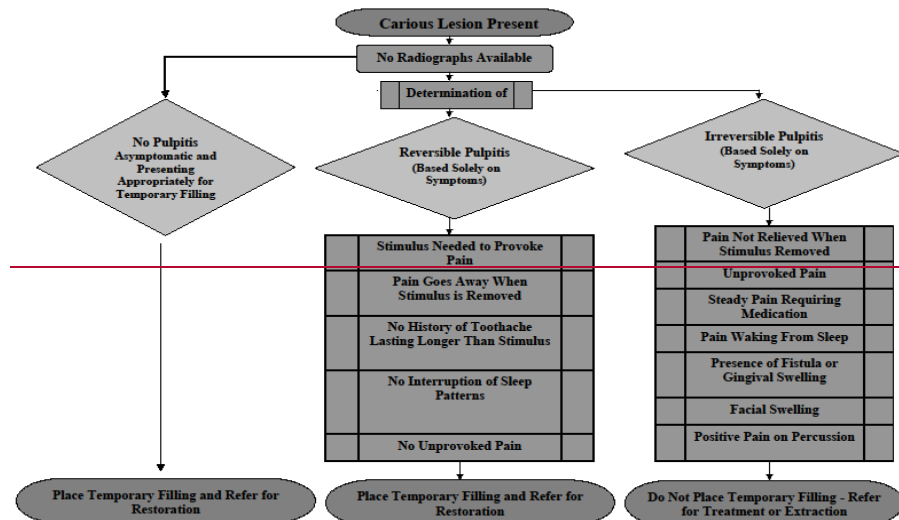 Carious Lesion Present
No Radiographs Available
Determination of
No Pulpitis
Asymptomatic and
Presenting
Appropriately for
Temporary Filling
Reversible Pulpitis
(Based Solely on
Symptoms)
Irreversible Pulpitis
(Based Solely on
Symptoms)
Stimulus Needed to Provoke
Pain
Pain Goes Away When
Stimulus is Removed
No History of Toothache
Lasting Longer Than Stimulus
No Interruption of Sleep
Patterns
No Unprovoked Pain
Pain Not Relieved When
Stimulus Removed
Unprovoked Pain
Steady Pain Requiring
Medication
Pain Waking From Sleep
Presence of Fistula or
Gingival Swelling
Facial Swelling
Positive Pain on Percussion
Place Temporary Filling and Refer for
Restoration
Place Temporary Filling and Refer for
Restoration
Do Not Place Temporary Filling - Refer
for Treatment or Extraction